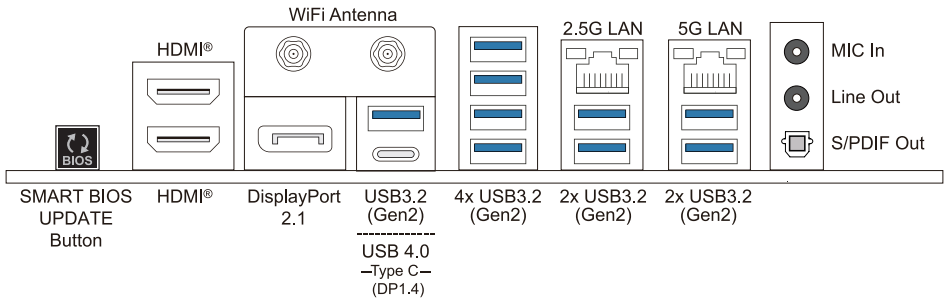 WiFi Antenna
HDMI®
2.5G LAN
5G LAN
MIC In
Line Out
S/PDIF Out
BIOS
SMART BIOS
UPDATE
Button
HDMI®
DisplayPort
2.1
USB3.2
(Gen2)
USB 4.0
Type C
(DP1.4)
4x USB3.2
(Gen2)
2x USB3.2
(Gen2)
2x USB3.2
(Gen2)